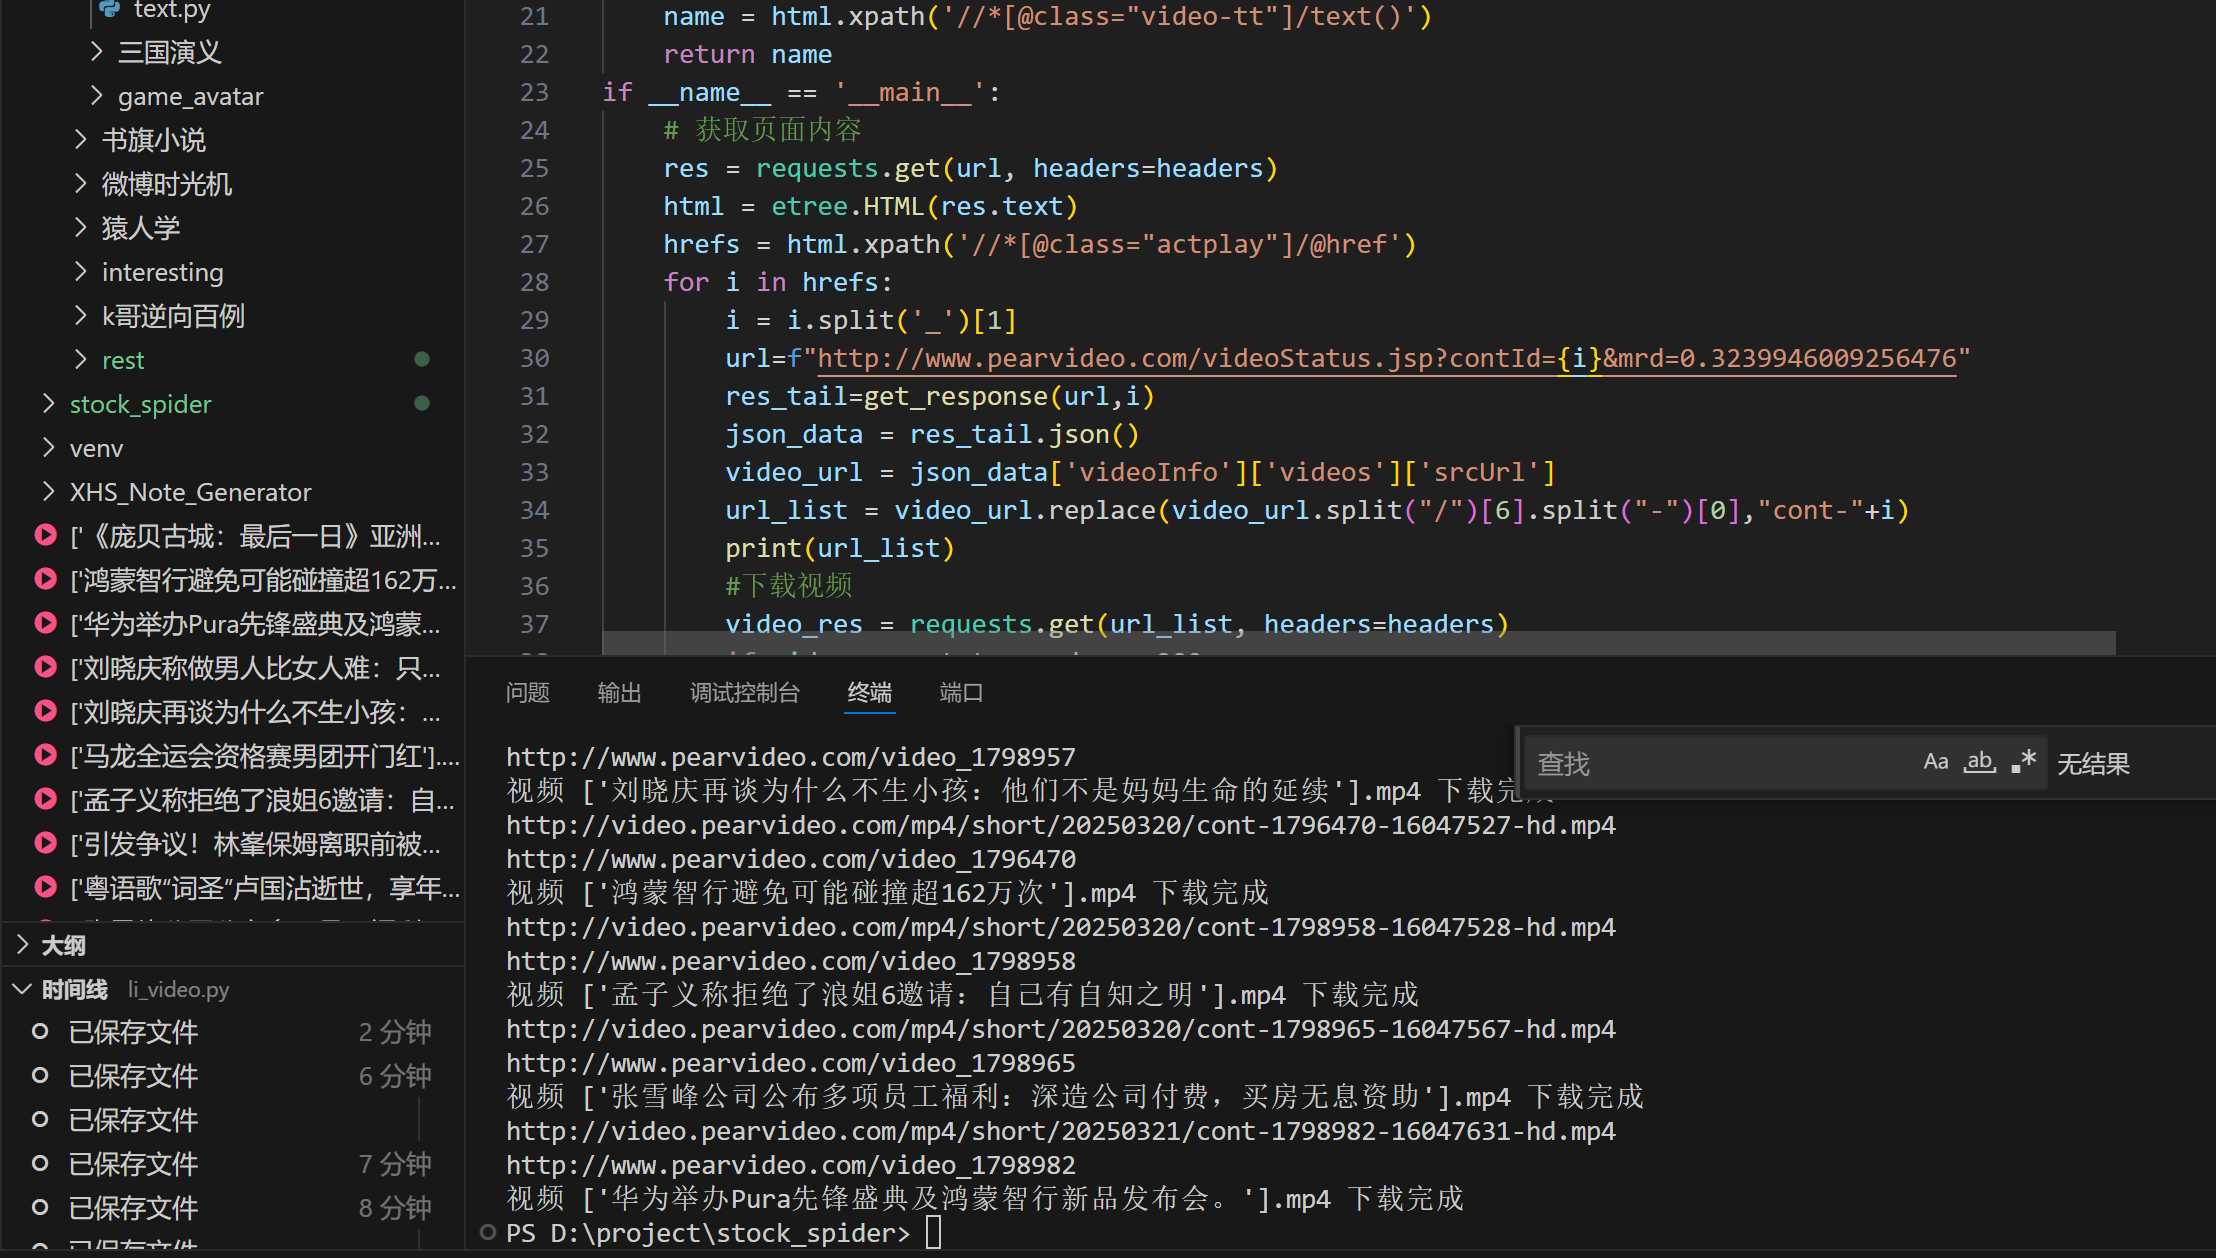 text.py
三国演义
game_avatar
书旗小说
微博时光机
猿人学
interesting
k哥逆向百例
rest
stock_spider
venv
XHS_Note_Generator
['《庞贝古城：最后一日》亚洲...
['鸿蒙智行避免可能碰撞超162万...
['华为举办Pura先锋盛典及鸿蒙...
['刘晓庆称做男人比女人难：只...
['刘晓庆再谈为什么不生小孩：...
['马龙全运会资格赛男团开门红']....
['孟子义称拒绝了浪姐6邀请：自...
['引发争议！林峯保姆离职前被...
['粤语歌“词圣”卢国沾逝世，享年...
大纲
时间线 li_video.py
已保存文件 2 分钟
已保存文件 6 分钟
已保存文件
已保存文件 7 分钟
已保存文件 8 分钟
已保存文件
21 name = html.xpath('//*[@class="video-tt"]/text()')
22 return name
23 if __name__ == '__main__':
24 # 获取页面内容
25 res = requests.get(url, headers=headers)
26 html = etree.HTML(res.text)
27 hrefs = html.xpath('//*[@class="actplay"]/@href')
28 for i in hrefs:
29 i = i.split('_')[1]
30 url=f"http://www.pearvideo.com/videoStatus.jsp?contId={i}&mrd=0.3239946009256476"
31 res_tail=get_response(url,i)
32 json_data = res_tail.json()
33 video_url = json_data['videoInfo']['videos']['srcUrl']
34 url_list = video_url.replace(video_url.split("/")[6].split("-")[0],"cont-"+i)
35 print(url_list)
36 #下载视频
37 video_res = requests.get(url_list, headers=headers)
问题 输出 调试控制台 终端 端口
查找 Aa ab .* 无结果
http://www.pearvideo.com/video_1798957
视频 ['刘晓庆再谈为什么不生小孩：他们不是妈妈生命的延续'].mp4 下载完成
http://video.pearvideo.com/mp4/short/20250320/cont-1796470-16047527-hd.mp4
http://www.pearvideo.com/video_1796470
视频 ['鸿蒙智行避免可能碰撞超162万次'].mp4 下载完成
http://video.pearvideo.com/mp4/short/20250320/cont-1798958-16047528-hd.mp4
http://www.pearvideo.com/video_1798958
视频 ['孟子义称拒绝了浪姐6邀请：自己有自知之明'].mp4 下载完成
http://video.pearvideo.com/mp4/short/20250320/cont-1798965-16047567-hd.mp4
http://www.pearvideo.com/video_1798965
视频 ['张雪峰公司公布多项员工福利：深造公司付费，买房无息资助'].mp4 下载完成
http://video.pearvideo.com/mp4/short/20250321/cont-1798982-16047631-hd.mp4
http://www.pearvideo.com/video_1798982
视频 ['华为举办Pura先锋盛典及鸿蒙智行新品发布会。'].mp4 下载完成
PS D:\project\stock_spider>